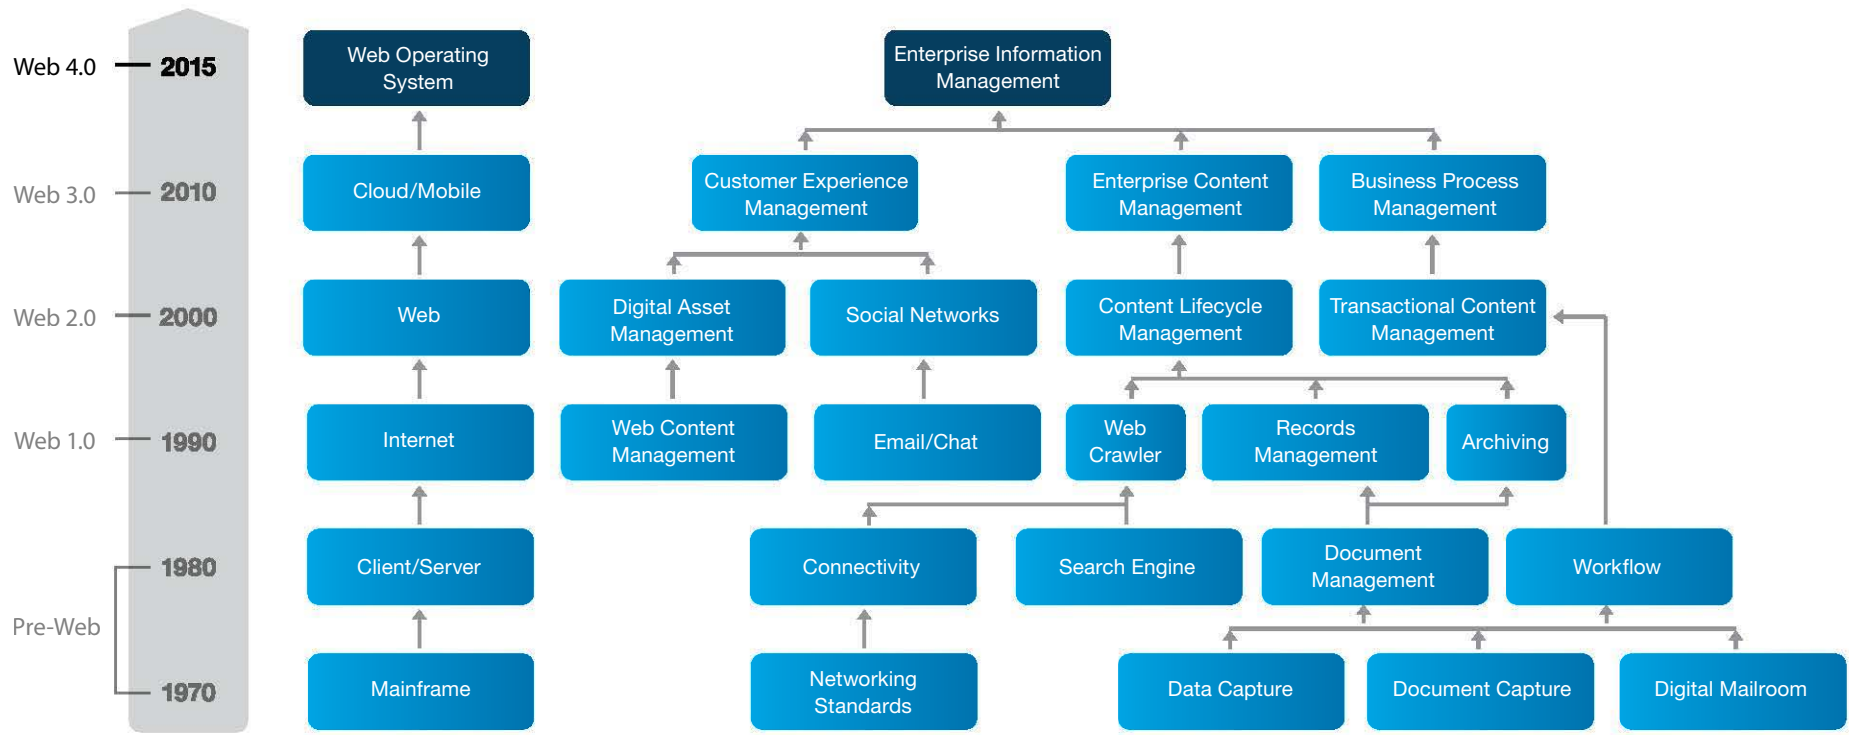 Web 4.0
2015
Web Operating
System
Enterprise Information
Management
Web 3.0
2010
Cloud/Mobile
Customer Experience
Management
Enterprise Content
Management
Business Process
Management
Web 2.0
2000
Web
Digital Asset
Management
Social Networks
Content Lifecycle
Management
Transactional Content
Management
Web 1.0
1990
Internet
Web Content
Management
Email/Chat
Web
Crawler
Records
Management
Archiving
1980
Client/Server
Connectivity
Search Engine
Document
Management
Workflow
Pre-Web
1970
Mainframe
Networking
Standards
Data Capture
Document Capture
Digital Mailroom